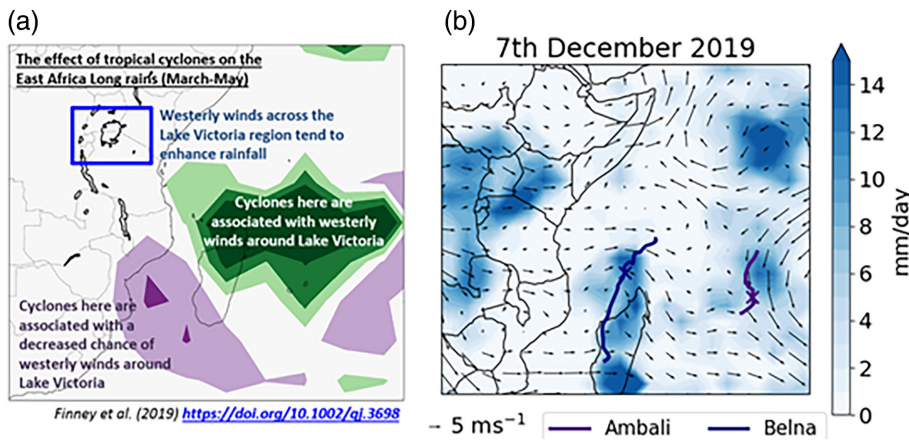 (a)
The effect of tropical cyclones on the
East Africa Long rains (March-May)
Westerly winds across the
Lake Victoria region tend to
enhance rainfall
Cyclones here are
associated with westerly
winds around Lake Victoria
Cyclones here are
associated with a
decreased chance of
westerly winds around
Lake Victoria
Finney et al. (2019) https://doi.org/10.1002/qj.3698
(b)
7th December 2019
14
12
10
8
6
4
2
0
mm/day
→ 5 ms⁻¹
Ambali
Belna